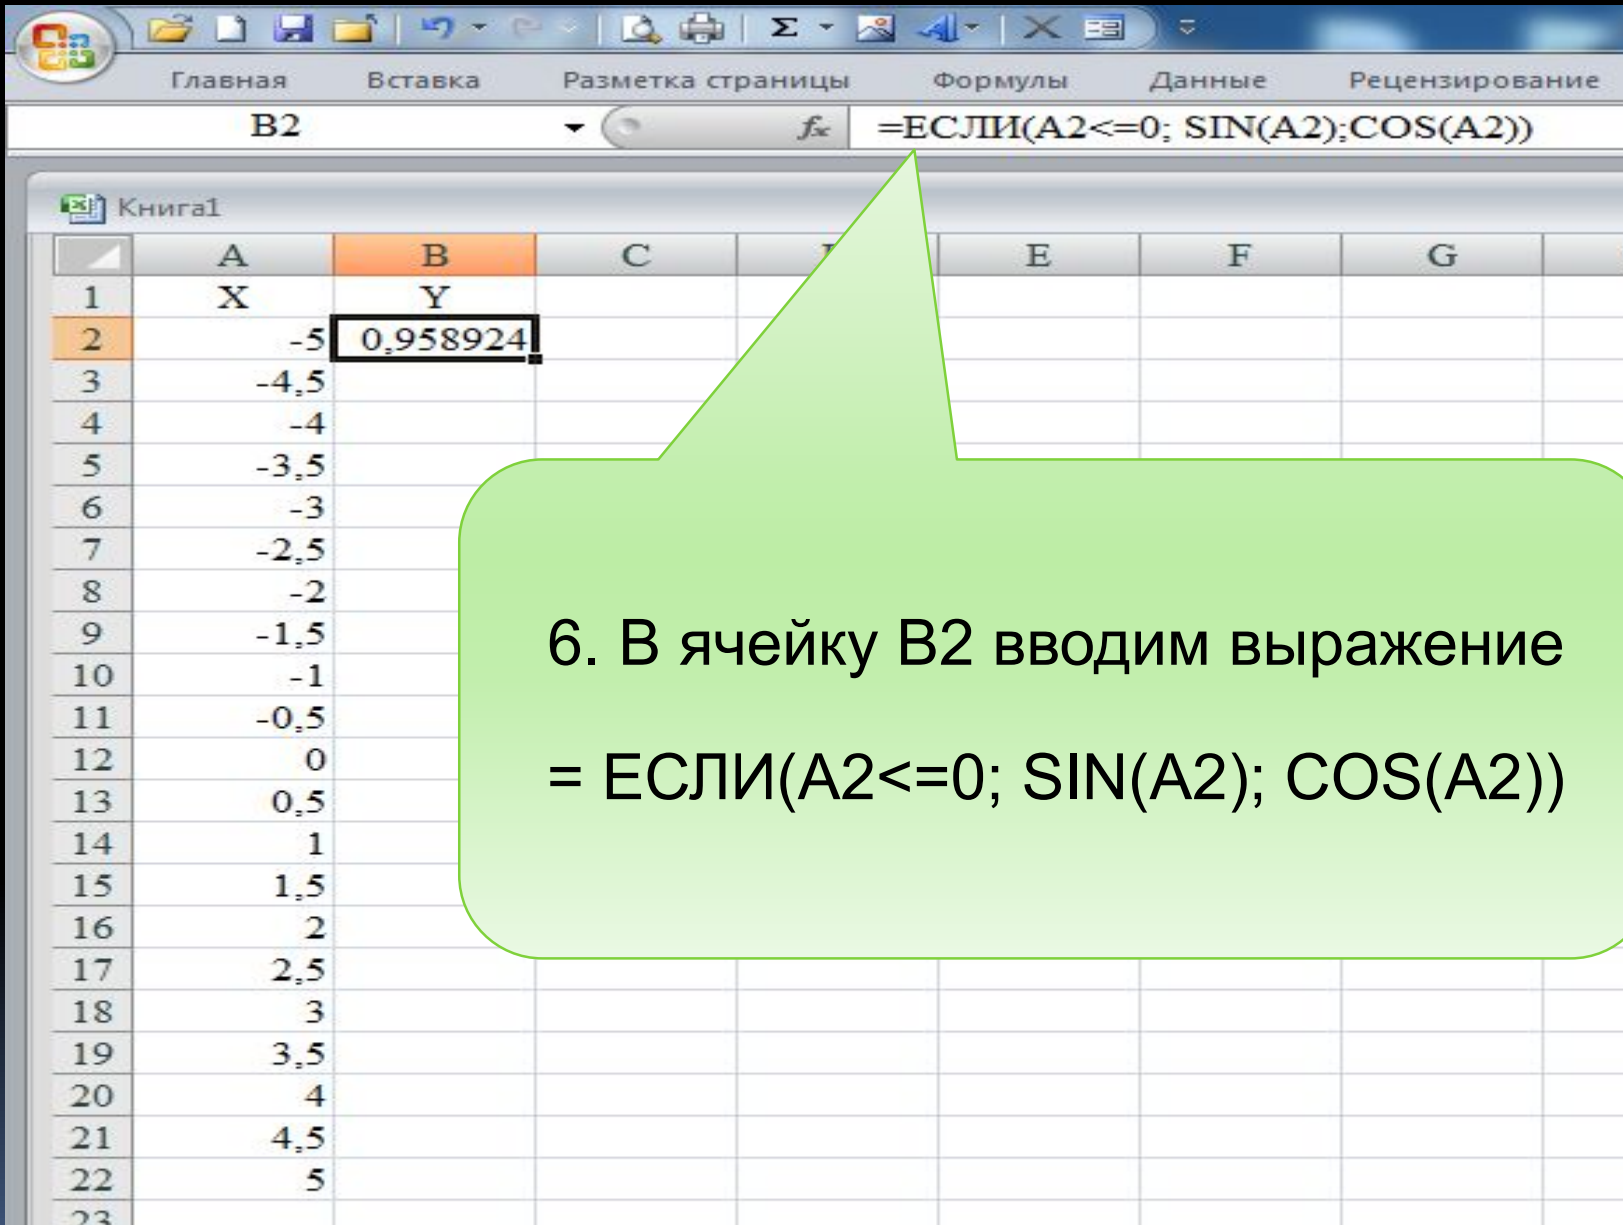 Главная Вставка Разметка страницы Формулы Данные Рецензирование
B2 fx =ЕСЛИ(A2<=0; SIN(A2);COS(A2))
Книга1
A B C E F G
1 X Y
2 -5 0,958924
3 -4,5
4 -4
5 -3,5
6 -3
7 -2,5
8 -2
9 -1,5
10 -1
11 -0,5
12 0
13 0,5
14 1
15 1,5
16 2
17 2,5
18 3
19 3,5
20 4
21 4,5
22 5
23
6. В ячейку B2 вводим выражение
= ЕСЛИ(A2<=0; SIN(A2); COS(A2))